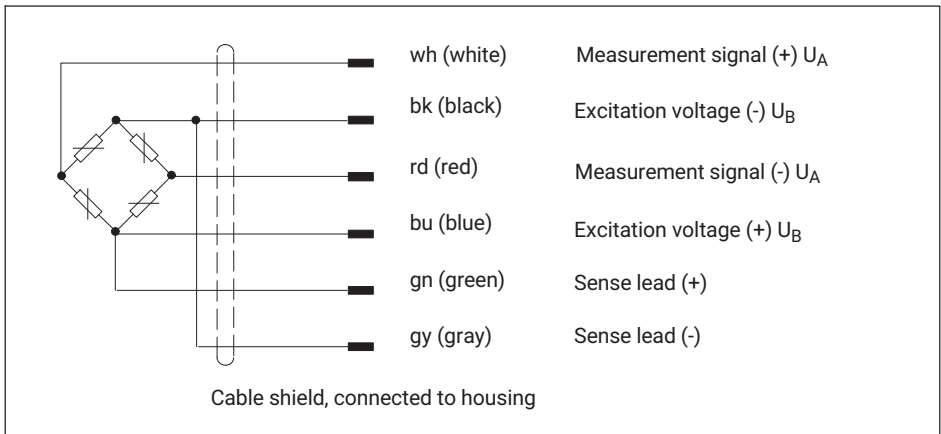 wh (white) Measurement signal (+) UA
bk (black) Excitation voltage (-) UB
rd (red) Measurement signal (-) UA
bu (blue) Excitation voltage (+) UB
gn (green) Sense lead (+)
gy (gray) Sense lead (-)
Cable shield, connected to housing